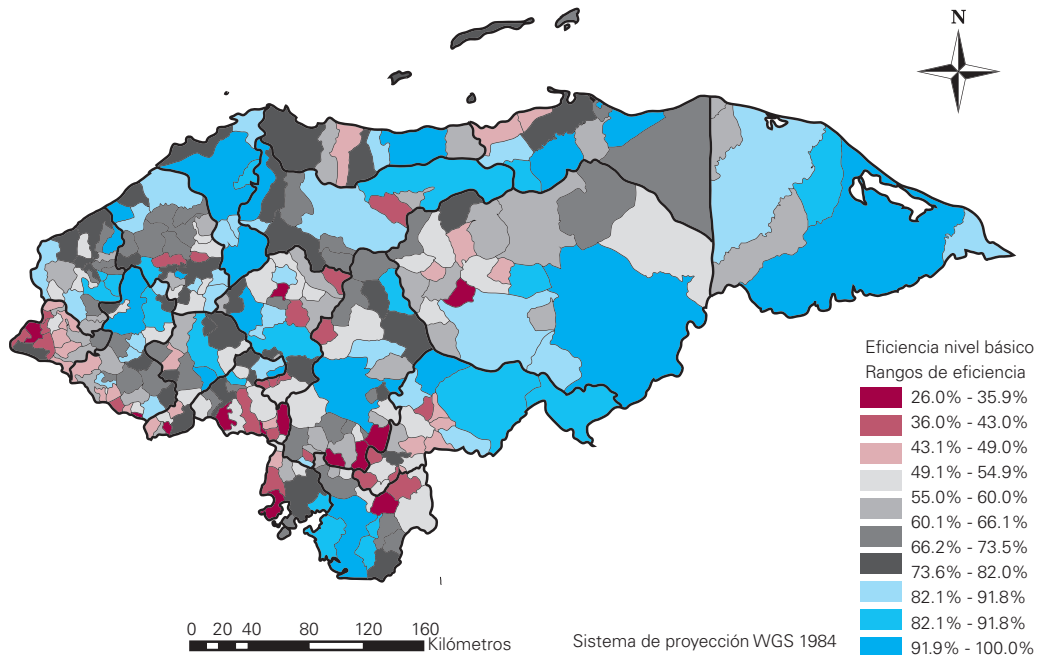 N
Eficiencia nivel básico
Rangos de eficiencia
26.0% - 35.9%
36.0% - 43.0%
43.1% - 49.0%
49.1% - 54.9%
55.0% - 60.0%
60.1% - 66.1%
66.2% - 73.5%
73.6% - 82.0%
82.1% - 91.8%
82.1% - 91.8%
91.9% - 100.0%
0 20 40 80 120 160
Kilómetros
Sistema de proyección WGS 1984